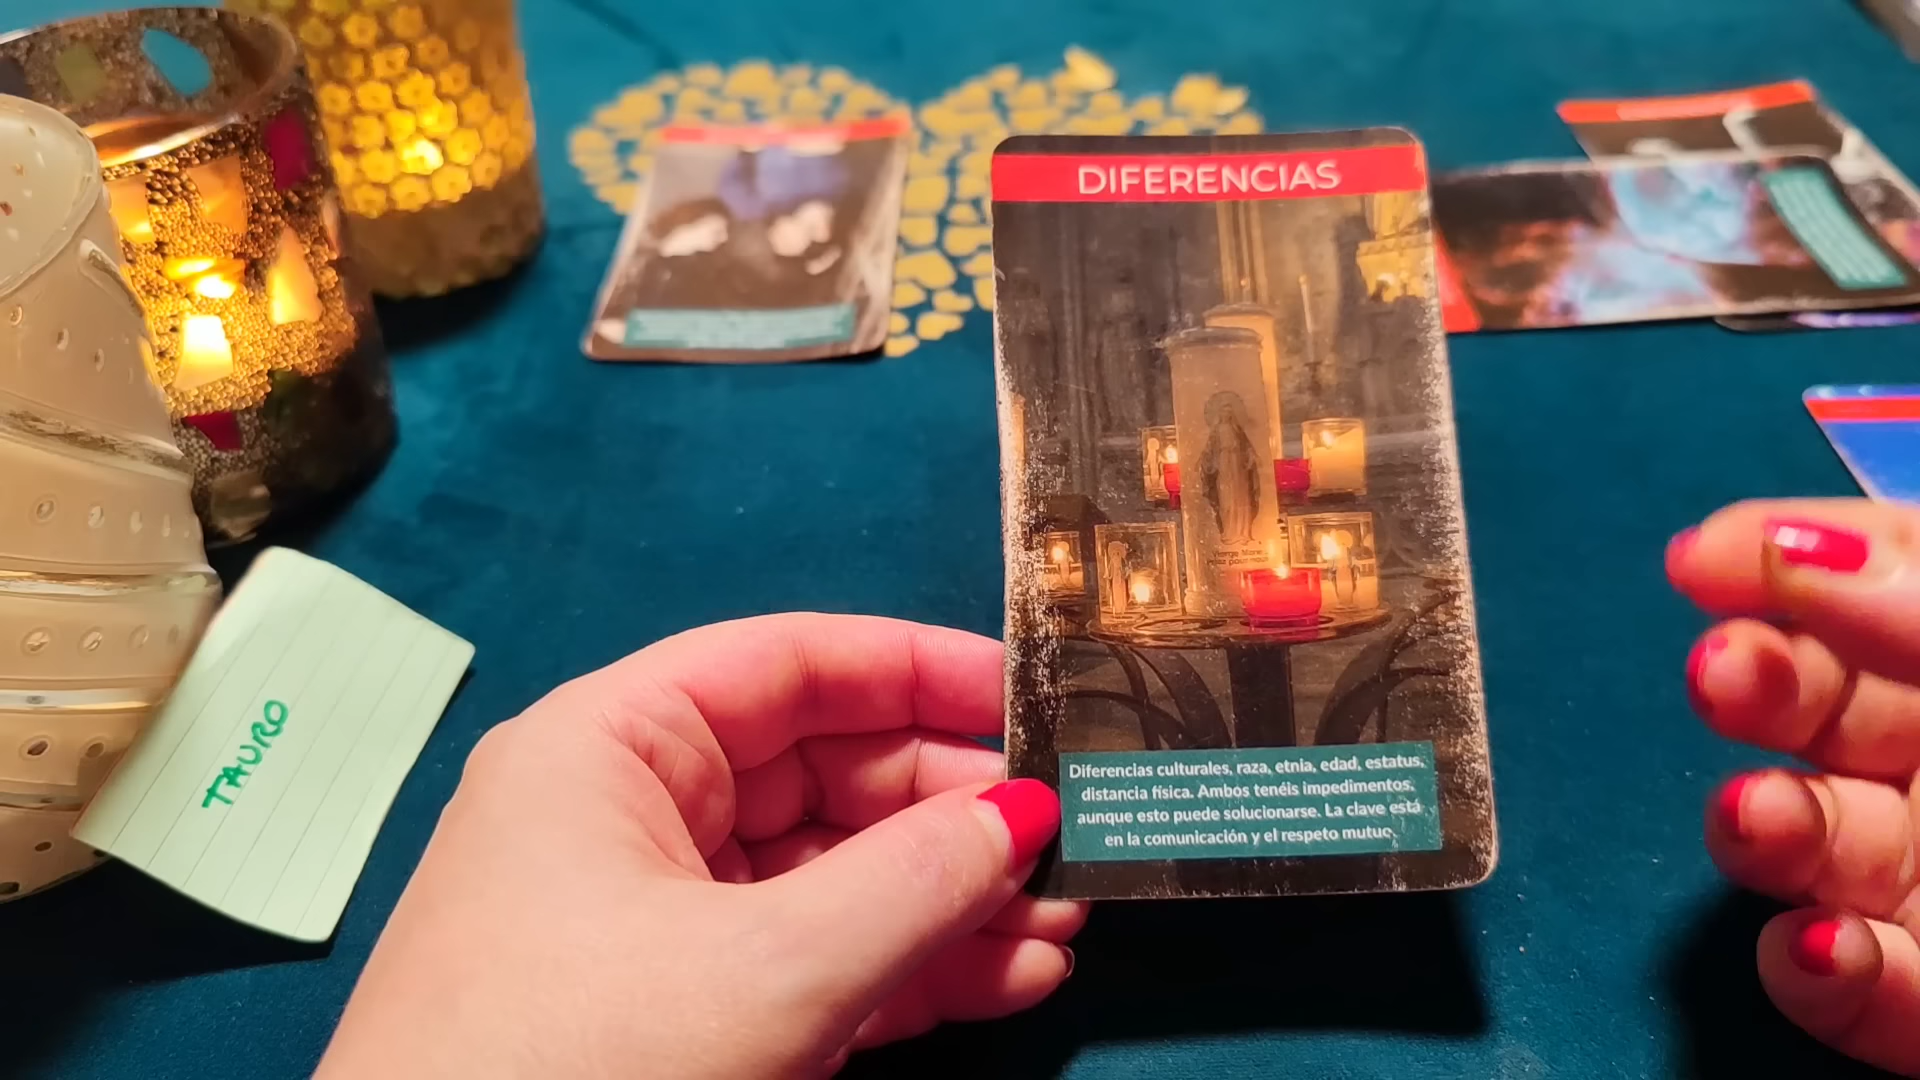 DIFERENCIAS
Diferencias culturales, raza, etnia, edad, estatus,
distancia física. Ambos tenéis impedimentos,
aunque esto puede solucionarse. La clave está
en la comunicación y el respeto mutuo.
TAURO